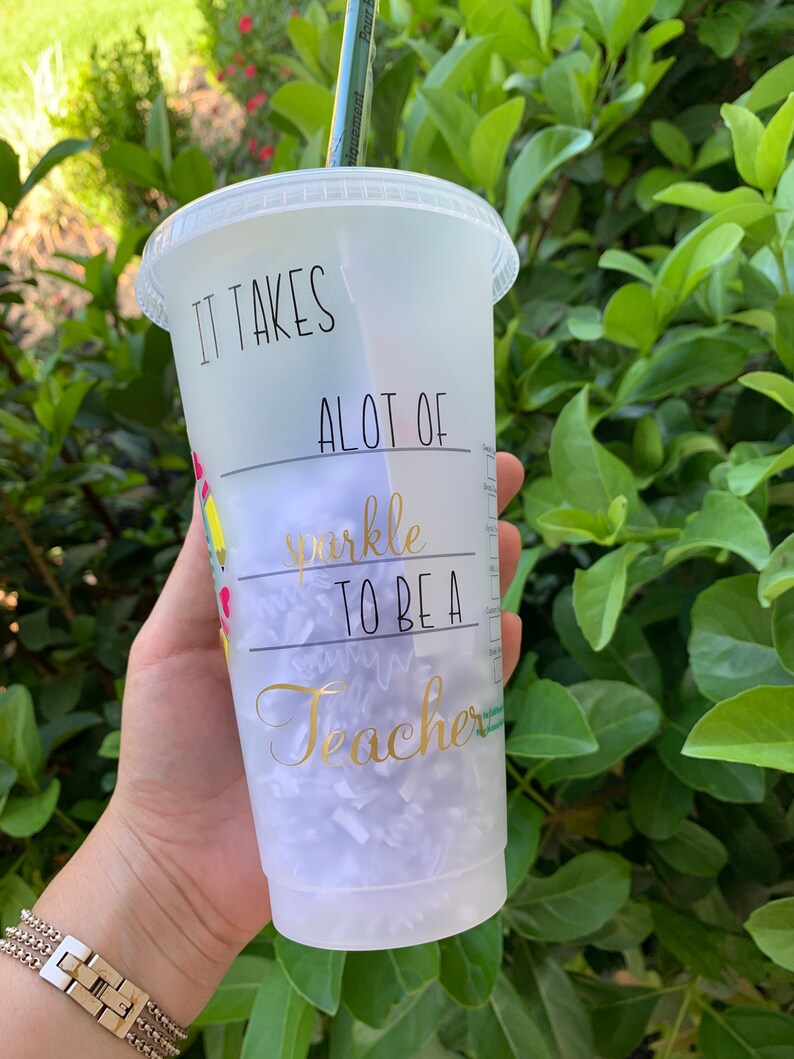 IT TAKES
ALOT OF
sparkle
TO BE A
Teacher